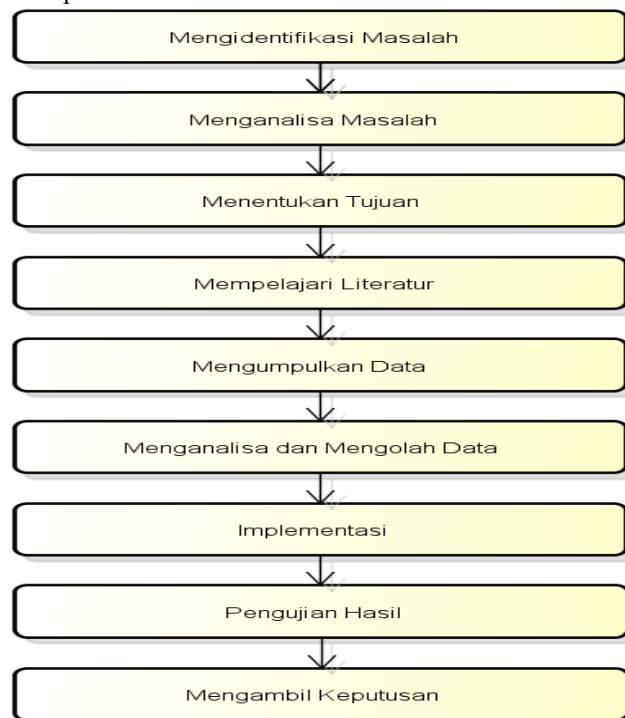 Mengidentifikasi Masalah
Menganalisa Masalah
Menentukan Tujuan
Mempelajari Literatur
Mengumpulkan Data
Menganalisa dan Mengolah Data
Implementasi
Pengujian Hasil
Mengambil Keputusan